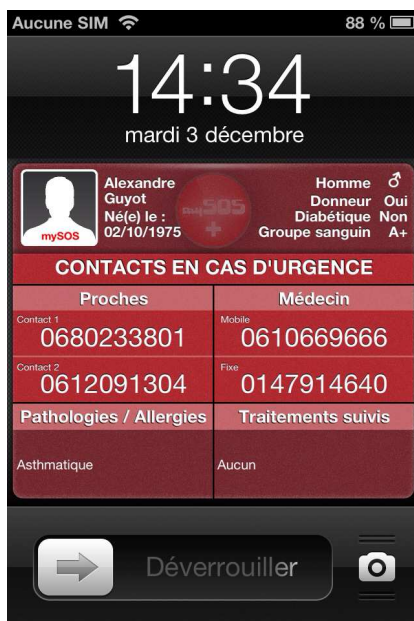 Aucune SIM 88 %
14:34
mardi 3 décembre
Alexandre
Guyot
Né(e) le :
02/10/1975
mySOS
mySOS
Homme ♂
Donneur Oui
Diabétique Non
Groupe sanguin A+
CONTACTS EN CAS D'URGENCE
Proches Médecin
Contact 1 Mobile
0680233801 0610669666
Contact 2 Fixe
0612091304 0147914640
Pathologies / Allergies Traitements suivis
Asthmatique Aucun
Déverrouiller